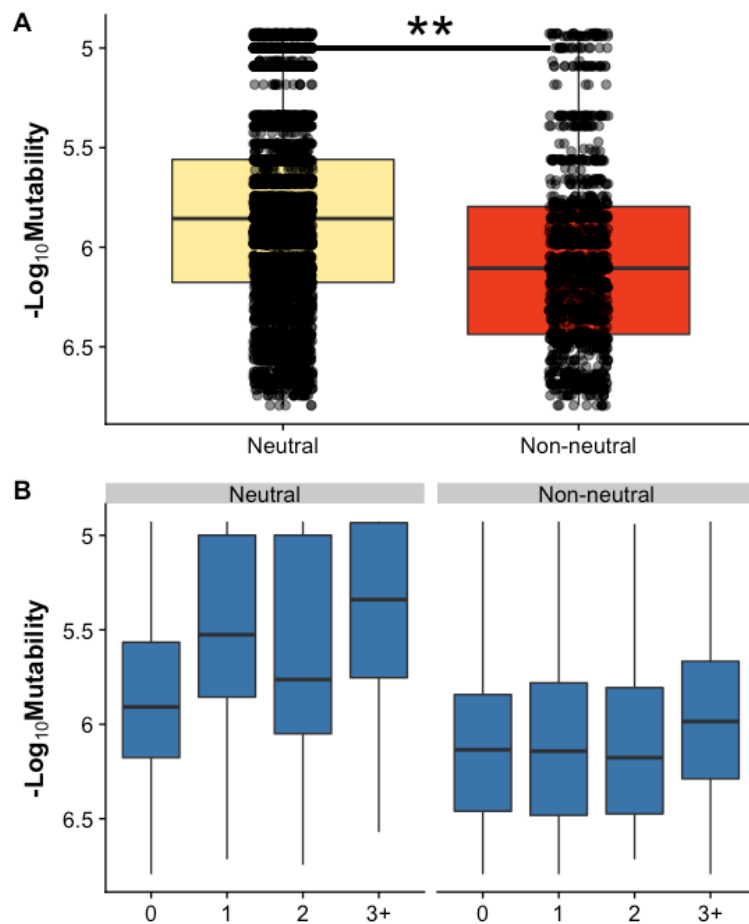 A
**
-Log10Mutability
5
5.5
6
6.5
Neutral Non-neutral
B
Neutral Non-neutral
-Log10Mutability
5
5.5
6
6.5
0 1 2 3+ 0 1 2 3+